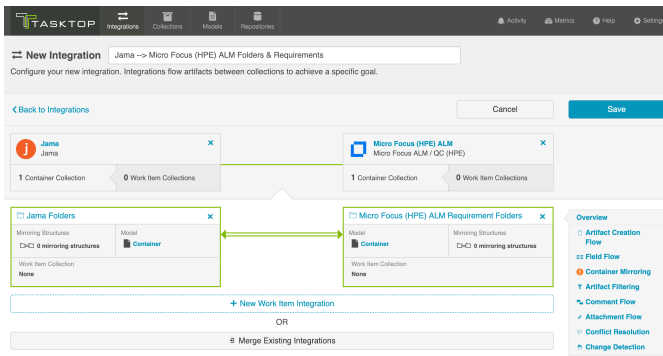 TASKTOP
Integrations
Collections
Models
Repositories
Activity
Metrics
Help
Setting
New Integration
Jama --> Micro Focus (HPE) ALM Folders & Requirements
Configure your new integration. Integrations flow artifacts between collections to achieve a specific goal.
Back to Integrations
Cancel
Save
Jama
Jama
1 Container Collection
0 Work Item Collections
Micro Focus (HPE) ALM
Micro Focus ALM / QC (HPE)
1 Container Collection
0 Work Item Collections
Jama Folders
Mirroring Structures
0 mirroring structures
Model
Container
Work Item Collection
None
Micro Focus (HPE) ALM Requirement Folders
Model
Container
Mirroring Structures
0 mirroring structures
Work Item Collection
None
+ New Work Item Integration
OR
Merge Existing Integrations
Overview
Artifact Creation
Flow
Field Flow
Container Mirroring
Artifact Filtering
Comment Flow
Attachment Flow
Conflict Resolution
Change Detection